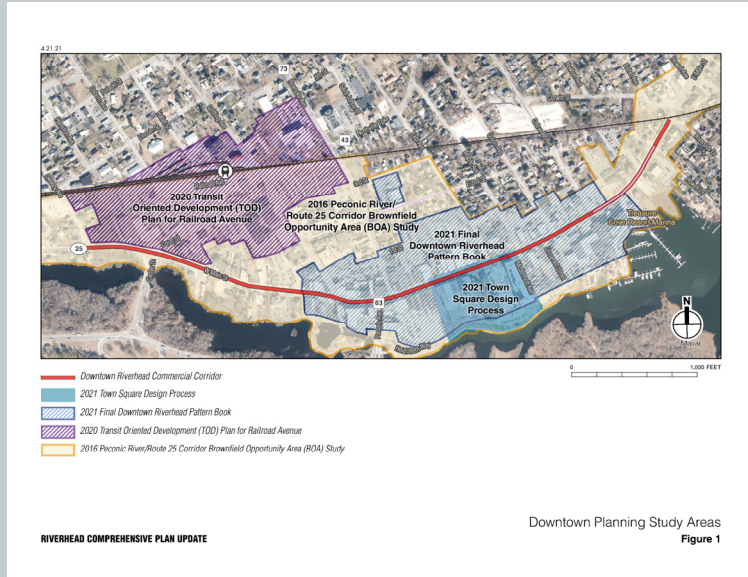 4.21.21
73
43
2020 Transit
Oriented Development (TOD)
Plan for Railroad Avenue
2016 Peconic River/
Route 25 Corridor Brownfield
Opportunity Area (BOA) Study
2021 Final
Downtown Riverhead
Pattern Book
Treasure
Cove Resort Marina
25
W Main St
2021 Town
Square Design
Process
63
N
Maxar
Downtown Riverhead Commercial Corridor
2021 Town Square Design Process
2021 Final Downtown Riverhead Pattern Book
2020 Transit Oriented Development (TOD) Plan for Railroad Avenue
2016 Peconic River/Route 25 Corridor Brownfield Opportunity Area (BOA) Study
0 1,000 FEET
Downtown Planning Study Areas
RIVERHEAD COMPREHENSIVE PLAN UPDATE
Figure 1